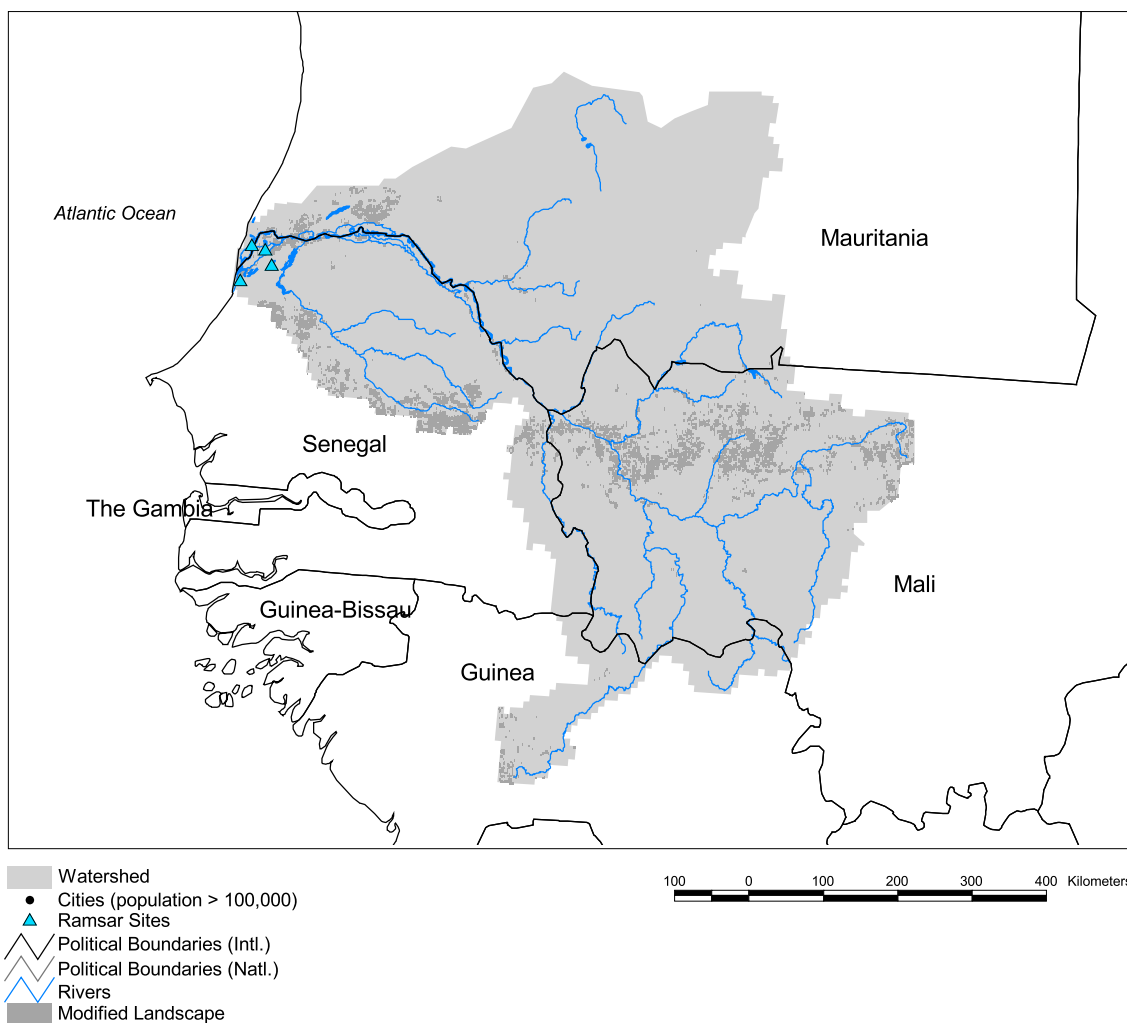 Atlantic Ocean
Mauritania
Senegal
The Gambia
Mali
Guinea-Bissau
Guinea
Watershed
Cities (population > 100,000)
Ramsar Sites
Political Boundaries (Intl.)
Political Boundaries (Natl.)
Rivers
Modified Landscape
100 0 100 200 300 400 Kilometers